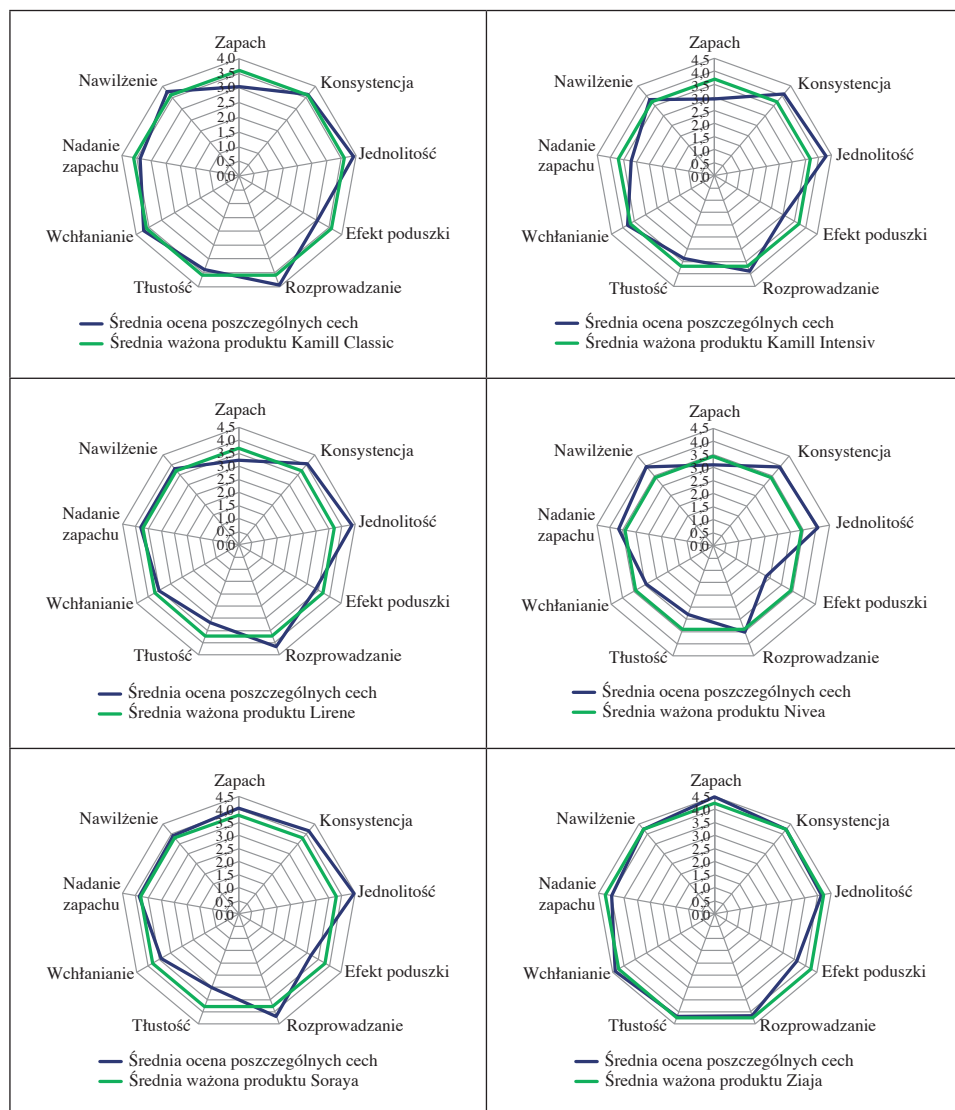 Zapach
Konsystencja
Jednolitość
Efekt poduszki
Rozprowadzanie
Tłustość
Wchłanianie
Nadanie
zapachu
Nawilżenie
4,0
3,5
3,0
2,5
2,0
1,5
1,0
0,5
0,0
Średnia ocena poszczególnych cech
Średnia ważona produktu Kamill Classic
Zapach
Konsystencja
Jednolitość
Efekt poduszki
Rozprowadzanie
Tłustość
Wchłanianie
Nadanie
zapachu
Nawilżenie
4,5
4,0
3,5
3,0
2,5
2,0
1,5
1,0
0,5
0,0
Średnia ocena poszczególnych cech
Średnia ważona produktu Kamill Intensiv
Zapach
Konsystencja
Jednolitość
Efekt poduszki
Rozprowadzanie
Tłustość
Wchłanianie
Nadanie
zapachu
Nawilżenie
4,5
4,0
3,5
3,0
2,5
2,0
1,5
1,0
0,5
0,0
Średnia ocena poszczególnych cech
Średnia ważona produktu Lirene
Zapach
Konsystencja
Jednolitość
Efekt poduszki
Rozprowadzanie
Tłustość
Wchłanianie
Nadanie
zapachu
Nawilżenie
4,5
4,0
3,5
3,0
2,5
2,0
1,5
1,0
0,5
0,0
Średnia ocena poszczególnych cech
Średnia ważona produktu Nivea
Zapach
Konsystencja
Jednolitość
Efekt poduszki
Rozprowadzanie
Tłustość
Wchłanianie
Nadanie
zapachu
Nawilżenie
4,5
4,0
3,5
3,0
2,5
2,0
1,5
1,0
0,5
0,0
Średnia ocena poszczególnych cech
Średnia ważona produktu Soraya
Zapach
Konsystencja
Jednolitość
Efekt poduszki
Rozprowadzanie
Tłustość
Wchłanianie
Nadanie
zapachu
Nawilżenie
4,5
4,0
3,5
3,0
2,5
2,0
1,5
1,0
0,5
0,0
Średnia ocena poszczególnych cech
Średnia ważona produktu Ziaja